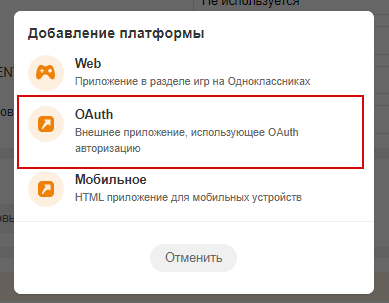 Не используется
Добавление платформы
Web
Приложение в разделе игр на Одноклассниках
OAuth
Внешнее приложение, использующее OAuth
авторизацию
Мобильное
HTML приложение для мобильных устройств
Отменить